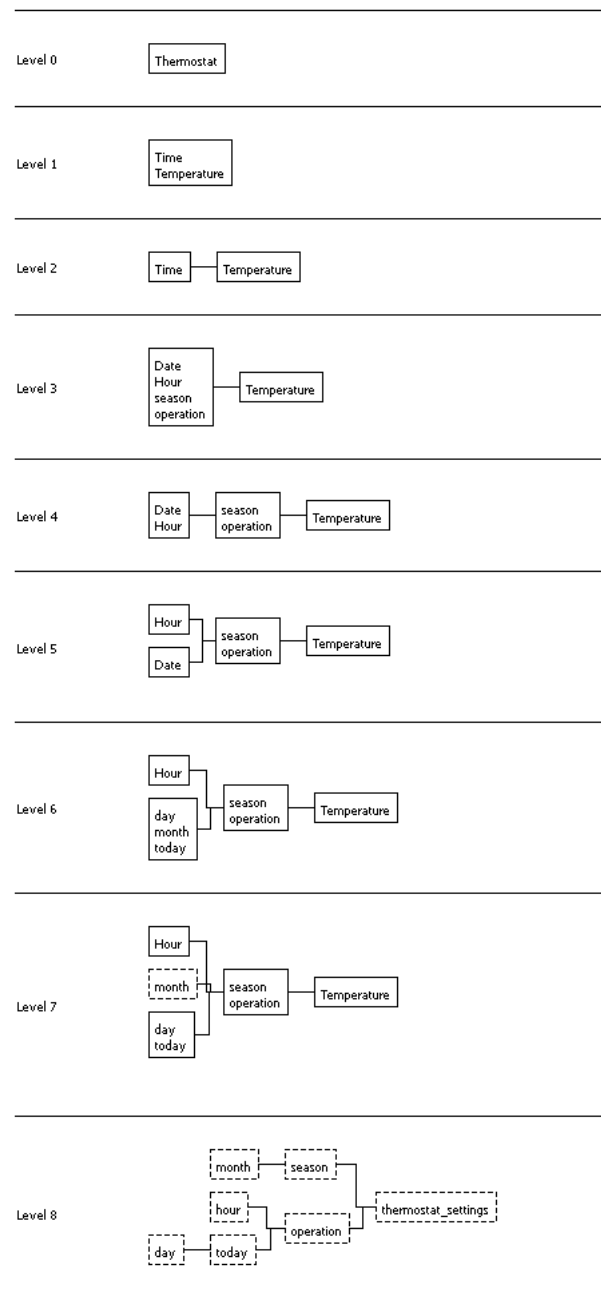 Level 0
Thermostat
Level 1
Time
Temperature
Level 2
Time
Temperature
Level 3
Date
Hour
season
operation
Temperature
Level 4
Date
Hour
season
operation
Temperature
Level 5
Hour
Date
season
operation
Temperature
Level 6
Hour
day
month
today
season
operation
Temperature
Level 7
Hour
month
day
today
season
operation
Temperature
Level 8
month
season
hour
thermostat_settings
operation
day
today